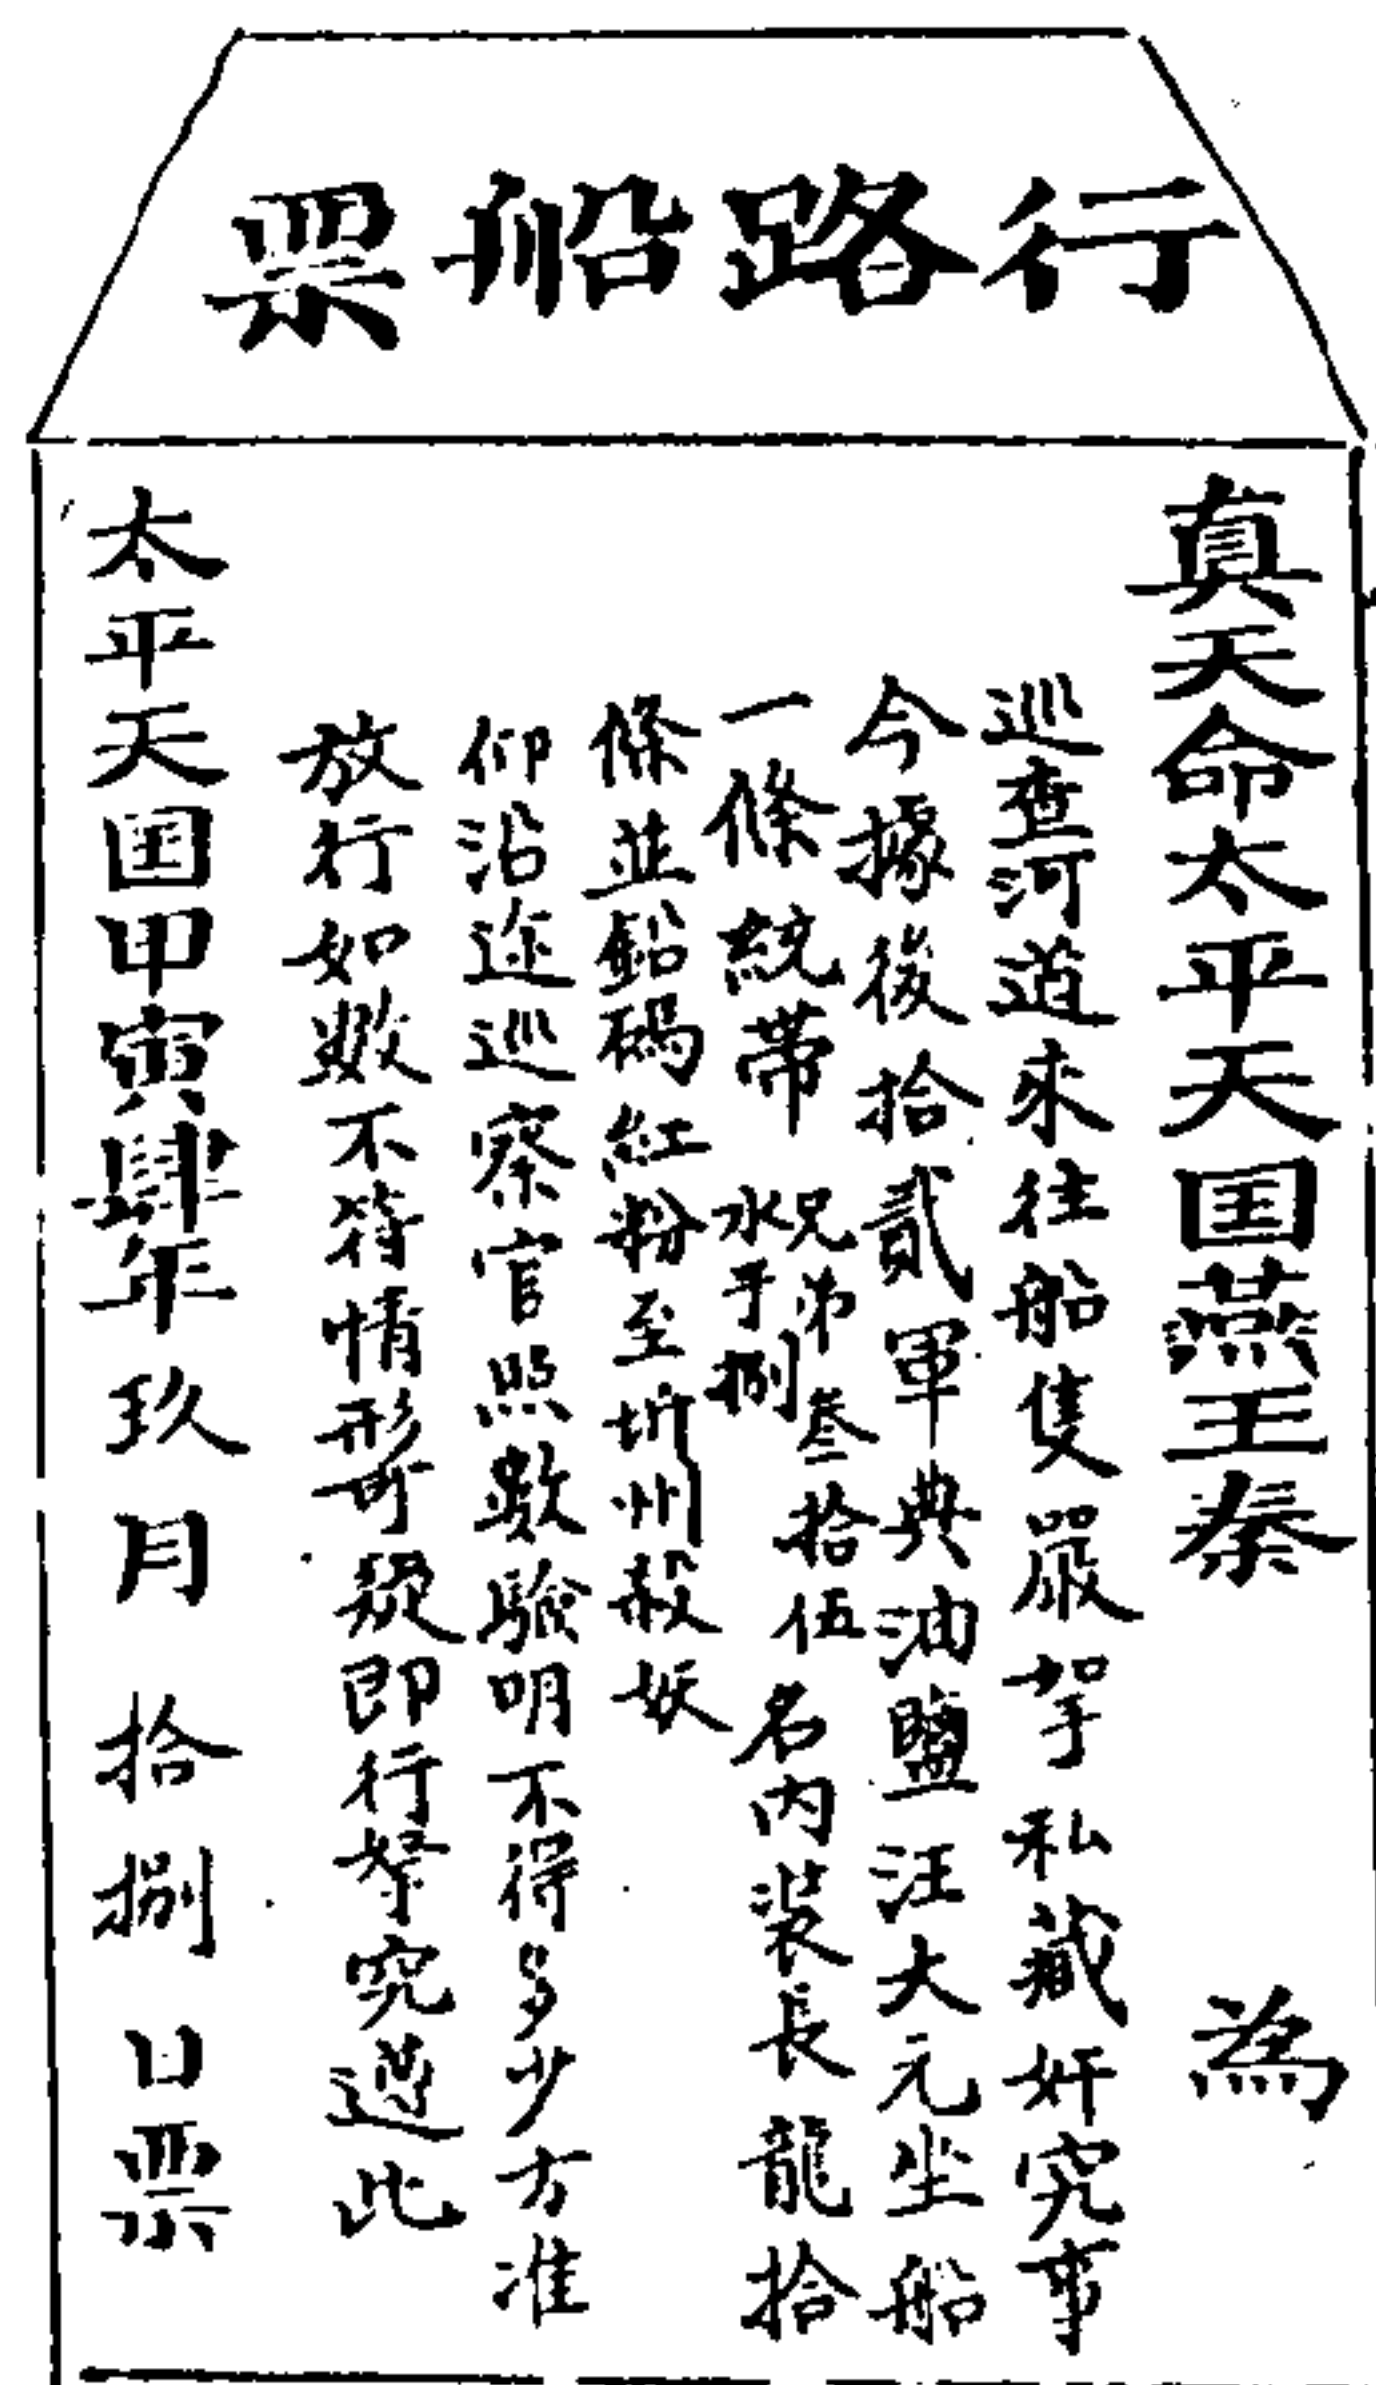 行路船票
真天命太平天囯燕王秦 為
巡查河道來往船隻嚴拏私藏奸究事
今據後拾貳軍典油鹽汪大元坐船
一條統帶兄弟叁拾伍水手捌名內裝長龍拾
條並鉛碼紅粉至圻州殺妖
仰沿途巡察官照數驗明不得多少方准
放行如數不符情形可疑即行拏究遵此
太平天囯甲寅肆年玖月拾捌日票